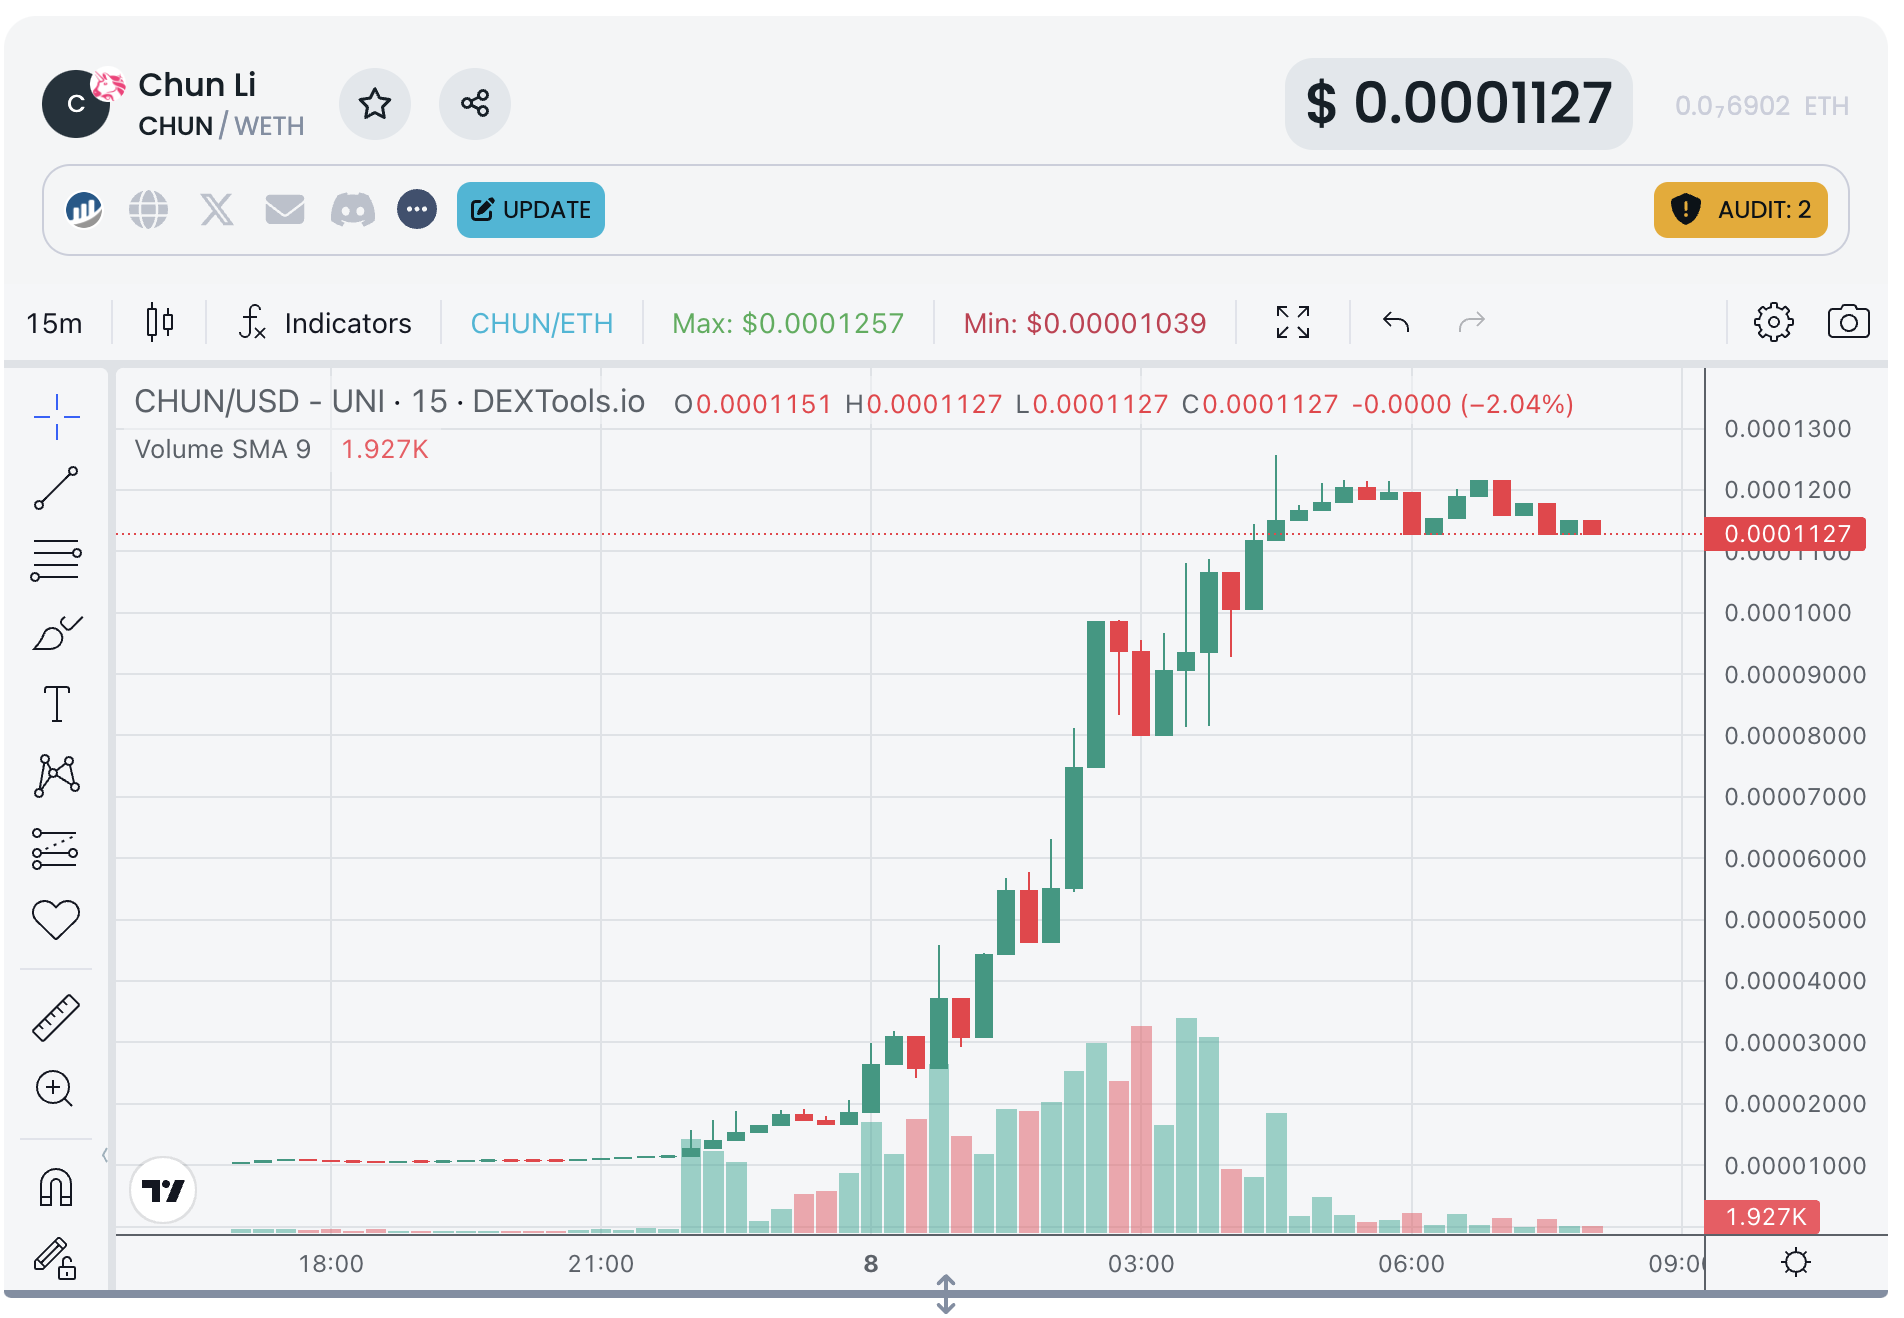 C
Chun Li
CHUN / WETH
$ 0.0001127
0.0₇6902 ETH
UPDATE
AUDIT: 2
15m
Indicators
CHUN/ETH
Max: $0.0001257
Min: $0.00001039
CHUN/USD - UNI · 15 · DEXTools.io
O0.0001151 H0.0001127 L0.0001127 C0.0001127 -0.0000 (−2.04%)
Volume SMA 9 1.927K
0.0001300
0.0001200
0.0001127
0.0001100
0.0001000
0.00009000
0.00008000
0.00007000
0.00006000
0.00005000
0.00004000
0.00003000
0.00002000
0.00001000
1.927K
18:00
21:00
8
03:00
06:00
09:00